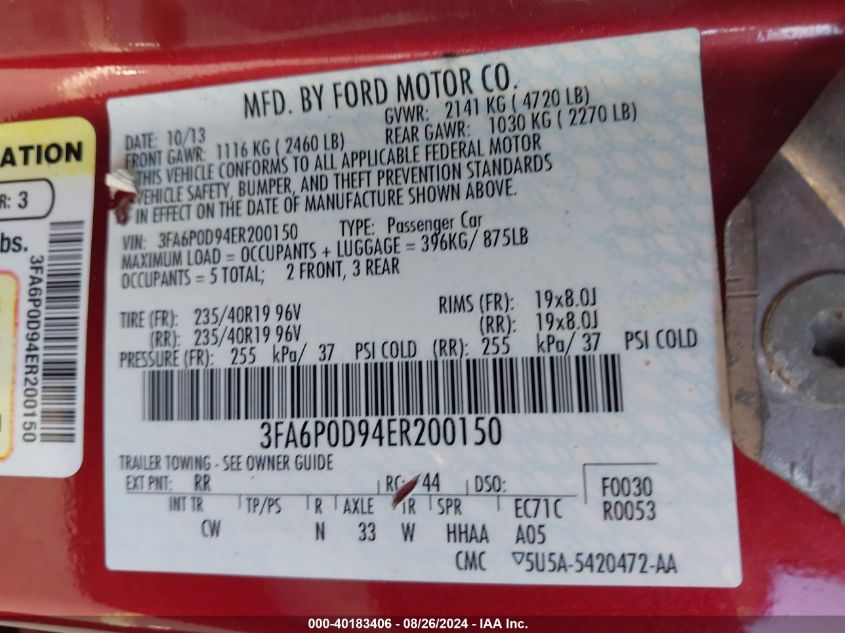 MFD. BY FORD MOTOR CO.
DATE: 10/13 GVWR: 2141 KG ( 4720 LB)
FRONT GAWR: 1116 KG ( 2460 LB) REAR GAWR: 1030 KG ( 2270 LB)
THIS VEHICLE CONFORMS TO ALL APPLICABLE FEDERAL MOTOR
VEHICLE SAFETY, BUMPER, AND THEFT PREVENTION STANDARDS
IN EFFECT ON THE DATE OF MANUFACTURE SHOWN ABOVE.
VIN: 3FA6P0D94ER200150 TYPE: Passenger Car
MAXIMUM LOAD = OCCUPANTS + LUGGAGE = 396KG/ 875LB
OCCUPANTS = 5 TOTAL; 2 FRONT, 3 REAR
TIRE (FR): 235/40R19 96V RIMS (FR): 19x8.0J
(RR): 235/40R19 96V (RR): 19x8.0J
PRESSURE (FR): 255 kPa/ 37 PSI COLD (RR): 255 kPa/ 37 PSI COLD
3FA6P0D94ER200150
TRAILER TOWING - SEE OWNER GUIDE
EXT PNT: RR RC: 44 DSO: F0030
INT TR TP/PS R AXLE TR SPR EC71C R0053
CW N 33 W HHAA A05
CMC 5U5A-5420472-AA
ATION
R: 3
bs.
3FA6P0D94ER200150
000-40183406 - 08/26/2024 - IAA Inc.